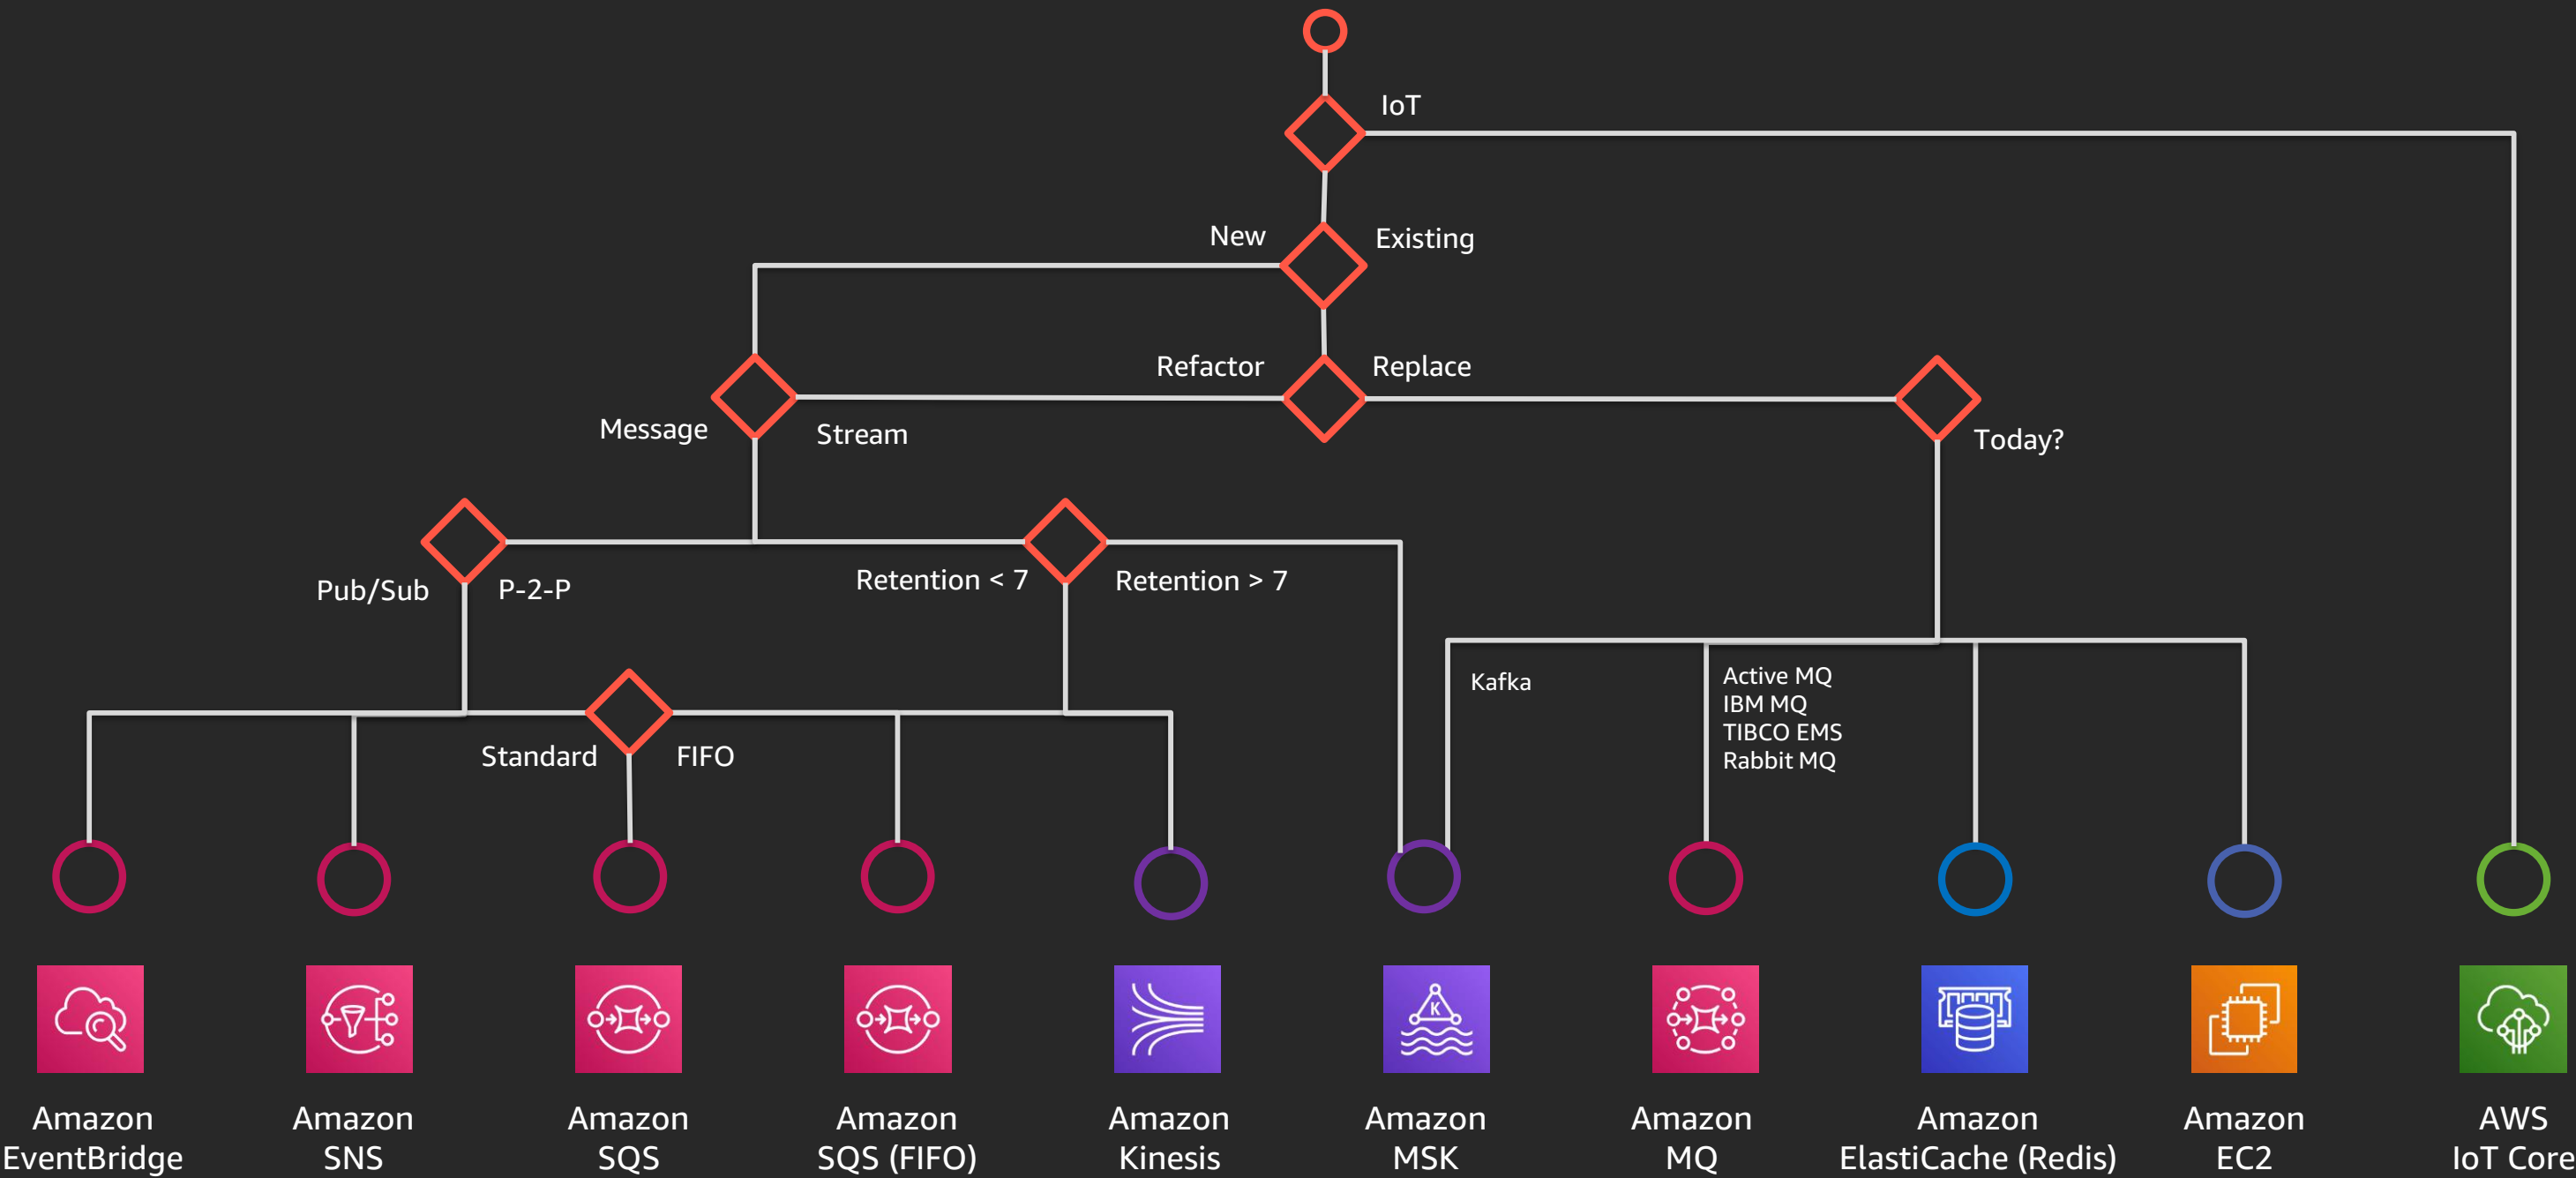 IoT
New
Existing
Refactor
Replace
Message
Stream
Today?
Pub/Sub
P-2-P
Retention < 7
Retention > 7
Kafka
Active MQ
IBM MQ
TIBCO EMS
Rabbit MQ
Standard
FIFO
K
Amazon
EventBridge
Amazon
SNS
Amazon
SQS
Amazon
SQS (FIFO)
Amazon
Kinesis
Amazon
MSK
Amazon
MQ
Amazon
ElastiCache (Redis)
Amazon
EC2
AWS
IoT Core